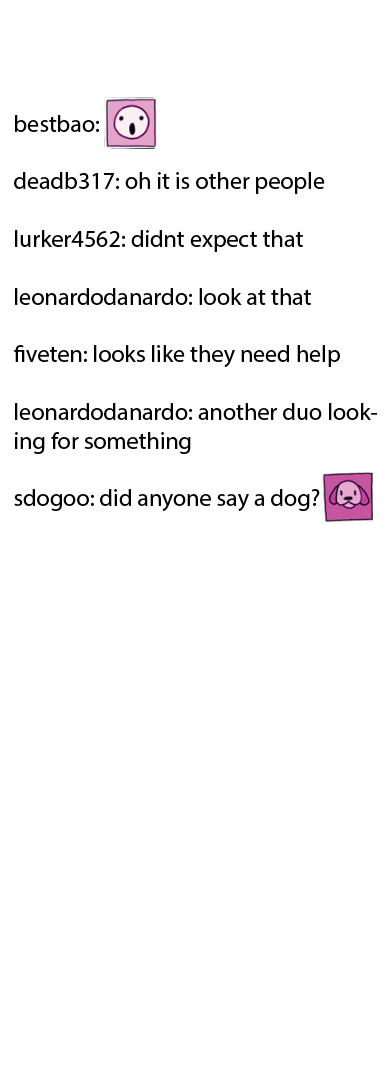 bestbao:
deadb317: oh it is other people
lurker4562: didnt expect that
leonardodanardo: look at that
fiveten: looks like they need help
leonardodanardo: another duo look-
ing for something
sdogoo: did anyone say a dog?